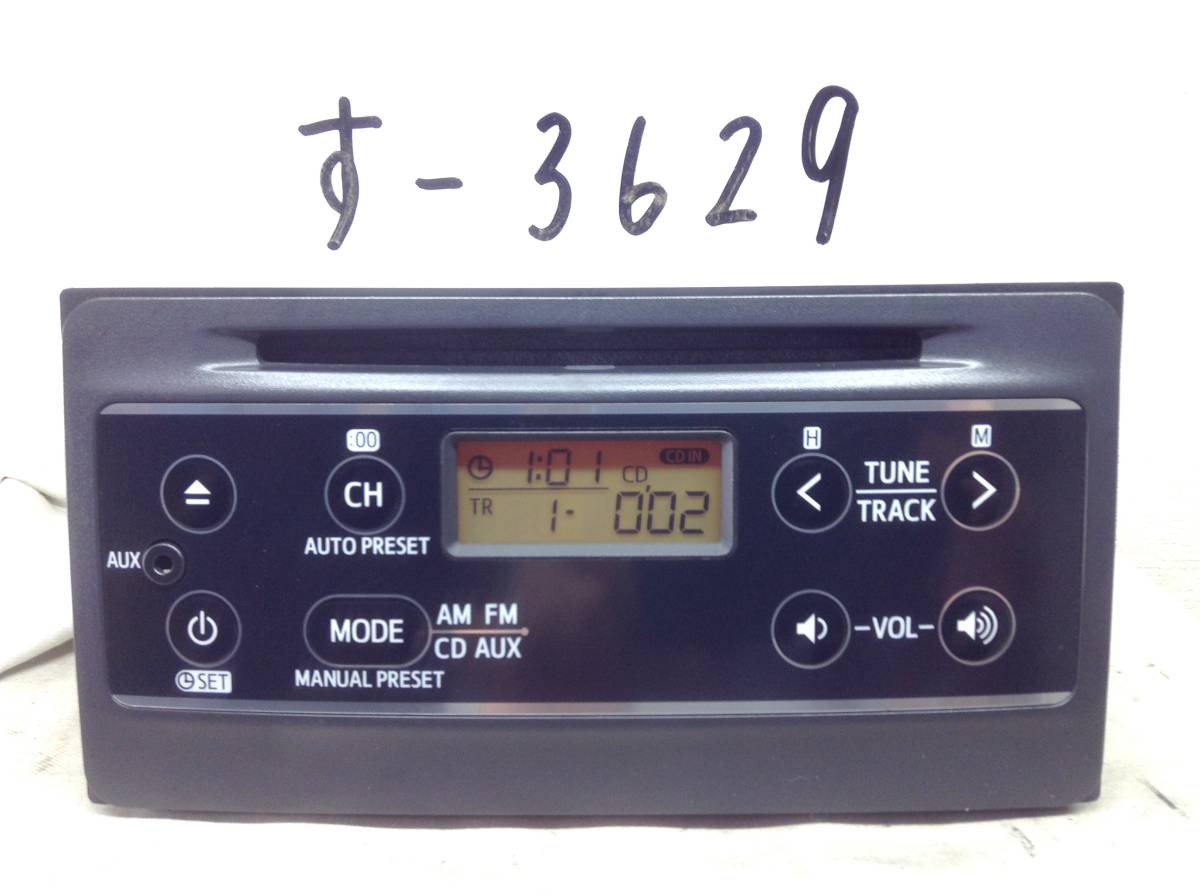 す-3629
:00
H
M
CH
AUTO PRESET
1:01 CD CD IN
TR 1· 0'02
TUNE
TRACK
AUX
MODE
AM FM
CD AUX
-VOL-
SET
MANUAL PRESET